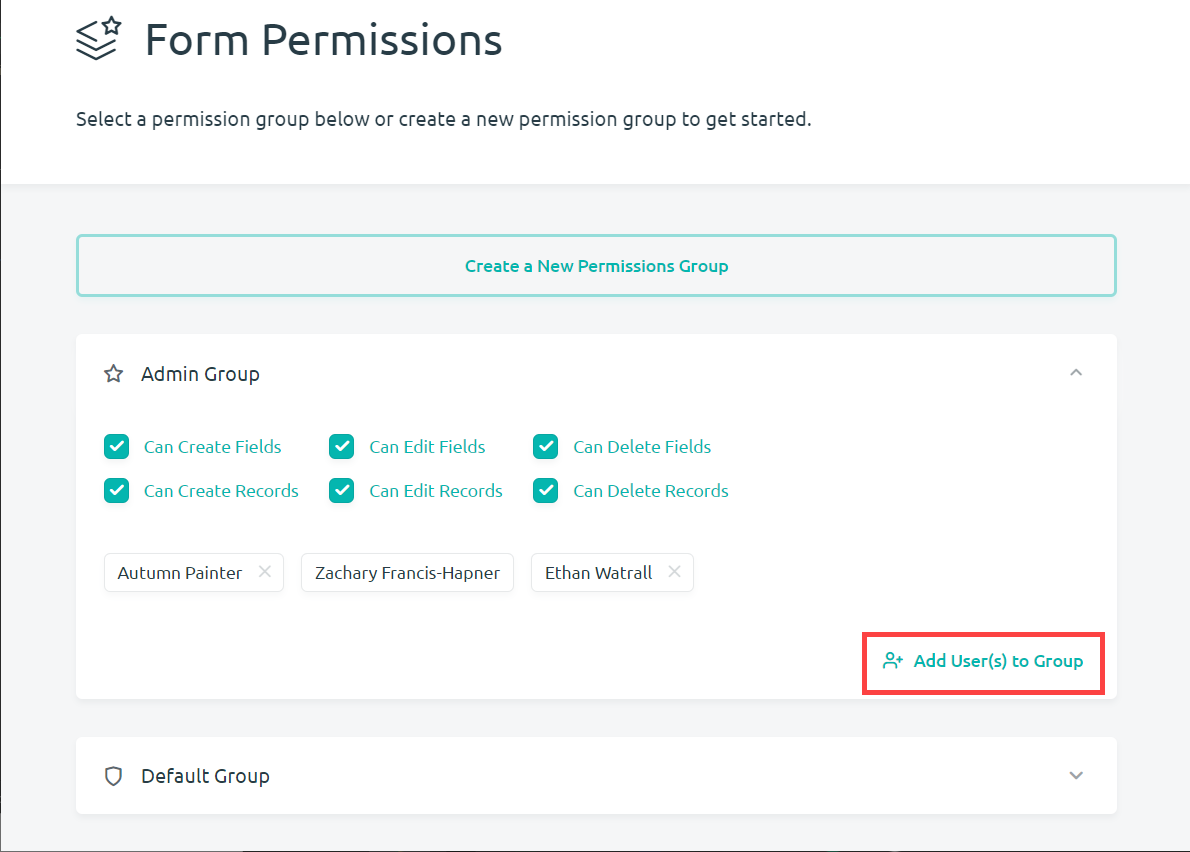 Form Permissions
Select a permission group below or create a new permission group to get started.
Create a New Permissions Group
Admin Group
Can Create Fields Can Edit Fields Can Delete Fields
Can Create Records Can Edit Records Can Delete Records
Autumn Painter Zachary Francis-Hapner Ethan Watrall
Add User(s) to Group
Default Group